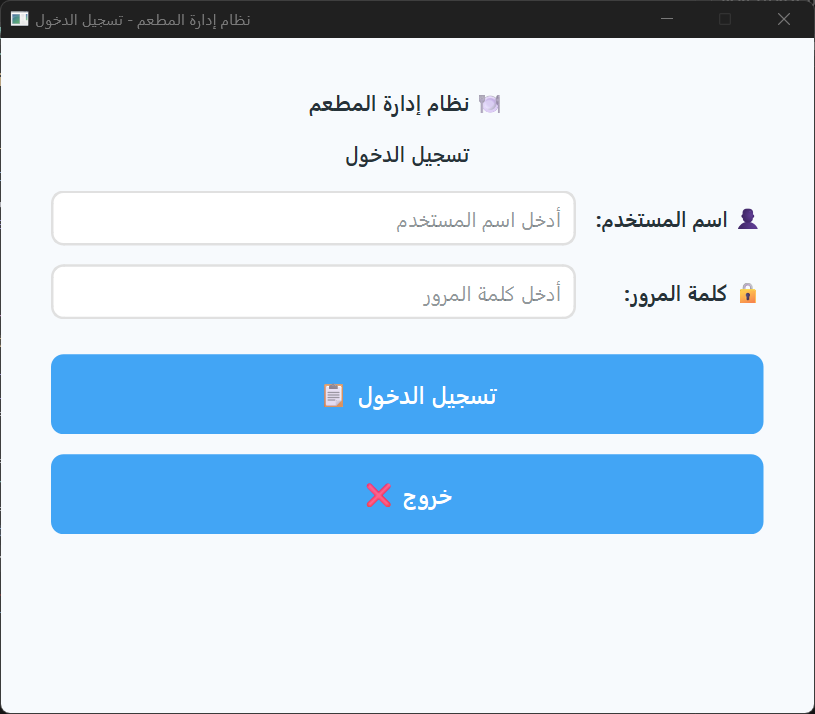 نظام إدارة المطعم - تسجيل الدخول
🍽️ نظام إدارة المطعم
تسجيل الدخول
👤 اسم المستخدم:
أدخل اسم المستخدم
🔒 كلمة المرور:
أدخل كلمة المرور
تسجيل الدخول 📋
خروج ❌